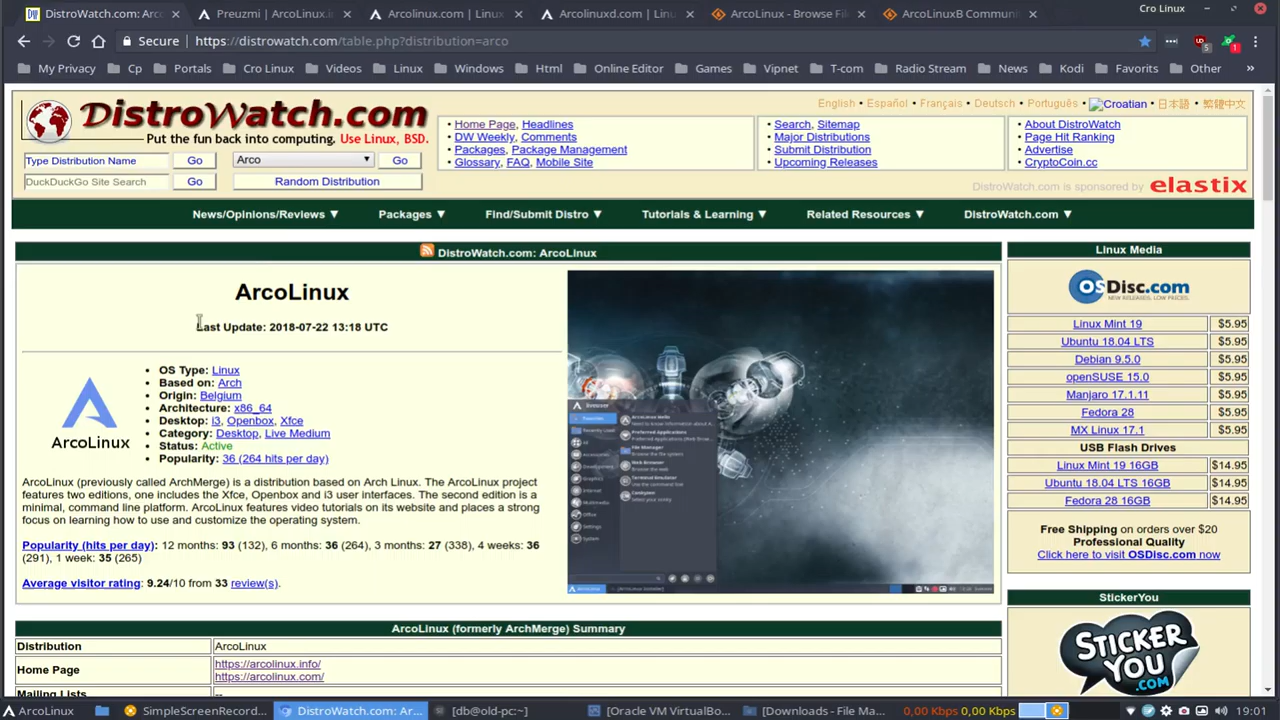 DistroWatch.com: Arc
Preuzmi | ArcoLinux.i
Arcolinux.com | Linux
Arcolinuxd.com | Linu
ArcoLinux - Browse Fil
ArcoLinuxB Communi
Cro Linux
Secure
https://distrowatch.com/table.php?distribution=arco
My Privacy Cp Portals Cro Linux Videos Linux Windows Html Online Editor Games Vipnet T-com Radio Stream News Kodi Favorits Other »
DistroWatch.com
Put the fun back into computing. Use Linux, BSD.
English • Español • Français • Deutsch • Português • Croatian • 日本語 • 繁體中文
Type Distribution Name Go Arco Go
DuckDuckGo Site Search Go Random Distribution
• Home Page, Headlines
• DW Weekly, Comments
• Packages, Package Management
• Glossary, FAQ, Mobile Site
• Search, Sitemap
• Major Distributions
• Submit Distribution
• Upcoming Releases
• About DistroWatch
• Page Hit Ranking
• Advertise
• CryptoCoin.cc
DistroWatch.com is sponsored by elastix
News/Opinions/Reviews ▼ Packages ▼ Find/Submit Distro ▼ Tutorials & Learning ▼ Related Resources ▼ DistroWatch.com ▼
DistroWatch.com: ArcoLinux
ArcoLinux
Last Update: 2018-07-22 13:18 UTC
ArcoLinux
• OS Type: Linux
• Based on: Arch
• Origin: Belgium
• Architecture: x86_64
• Desktop: i3, Openbox, Xfce
• Category: Desktop, Live Medium
• Status: Active
• Popularity: 36 (264 hits per day)
ArcoLinux (previously called ArchMerge) is a distribution based on Arch Linux. The ArcoLinux project
features two editions, one includes the Xfce, Openbox and i3 user interfaces. The second edition is a
minimal, command line platform. ArcoLinux features video tutorials on its website and places a strong
focus on learning how to use and customize the operating system.
Popularity (hits per day): 12 months: 93 (132), 6 months: 36 (264), 3 months: 27 (338), 4 weeks: 36
(291), 1 week: 35 (265)
Average visitor rating: 9.24/10 from 33 review(s).
ArcoLinux (formerly ArchMerge) Summary
Distribution ArcoLinux
Home Page https://arcolinux.info/
https://arcolinux.com/
Mailing Lists --
Linux Media
OSDisc.com
Linux Mint 19 $5.95
Ubuntu 18.04 LTS $5.95
Debian 9.5.0 $5.95
openSUSE 15.0 $5.95
Manjaro 17.1.11 $5.95
Fedora 28 $5.95
MX Linux 17.1 $5.95
USB Flash Drives
Linux Mint 19 16GB $14.95
Ubuntu 18.04 LTS 16GB $14.95
Fedora 28 16GB $14.95
Free Shipping on orders over $20
Professional Quality
Click here to visit OSDisc.com now
StickerYou
STICKER YOU .COM
ArcoLinux
SimpleScreenRecord...
DistroWatch.com: Ar...
[db@old-pc:~]
[Oracle VM VirtualBo...
[Downloads - File Ma...
0,00 Kbps 0,00 Kbps
19:01